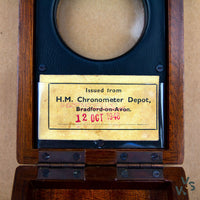 Issued from
H.M. Chronometer Depot,
Bradford-on-Avon.
12 OCT 1940